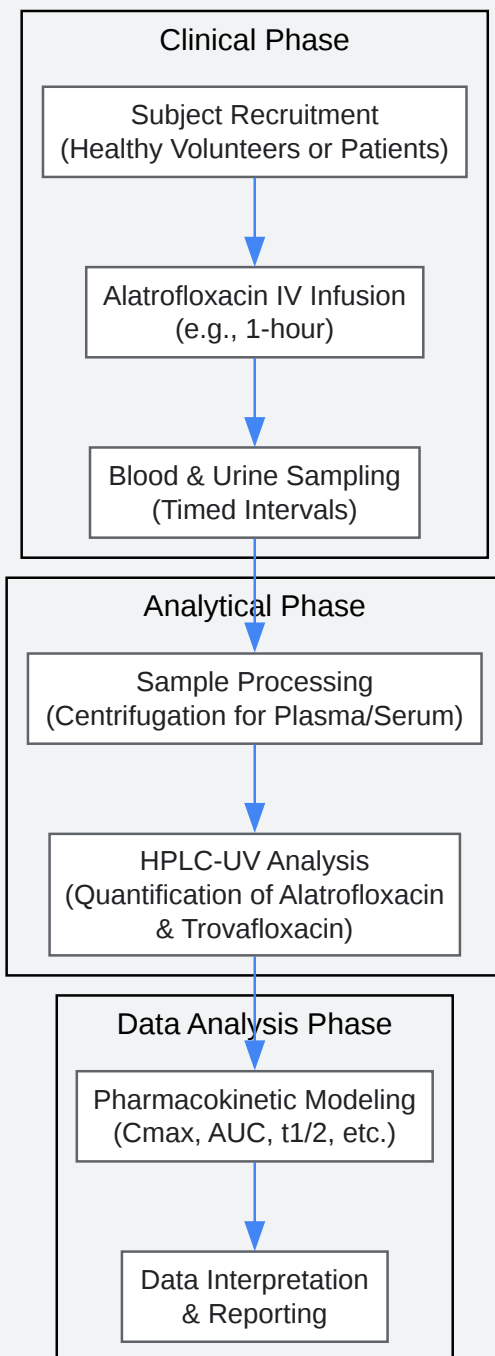 Clinical Phase
Subject Recruitment
(Healthy Volunteers or Patients)
Alatrofloxacin IV Infusion
(e.g., 1-hour)
Blood & Urine Sampling
(Timed Intervals)
Analytical Phase
Sample Processing
(Centrifugation for Plasma/Serum)
HPLC-UV Analysis
(Quantification of Alatrofloxacin
& Trovafloxacin)
Data Analysis Phase
Pharmacokinetic Modeling
(Cmax, AUC, t1/2, etc.)
Data Interpretation
& Reporting